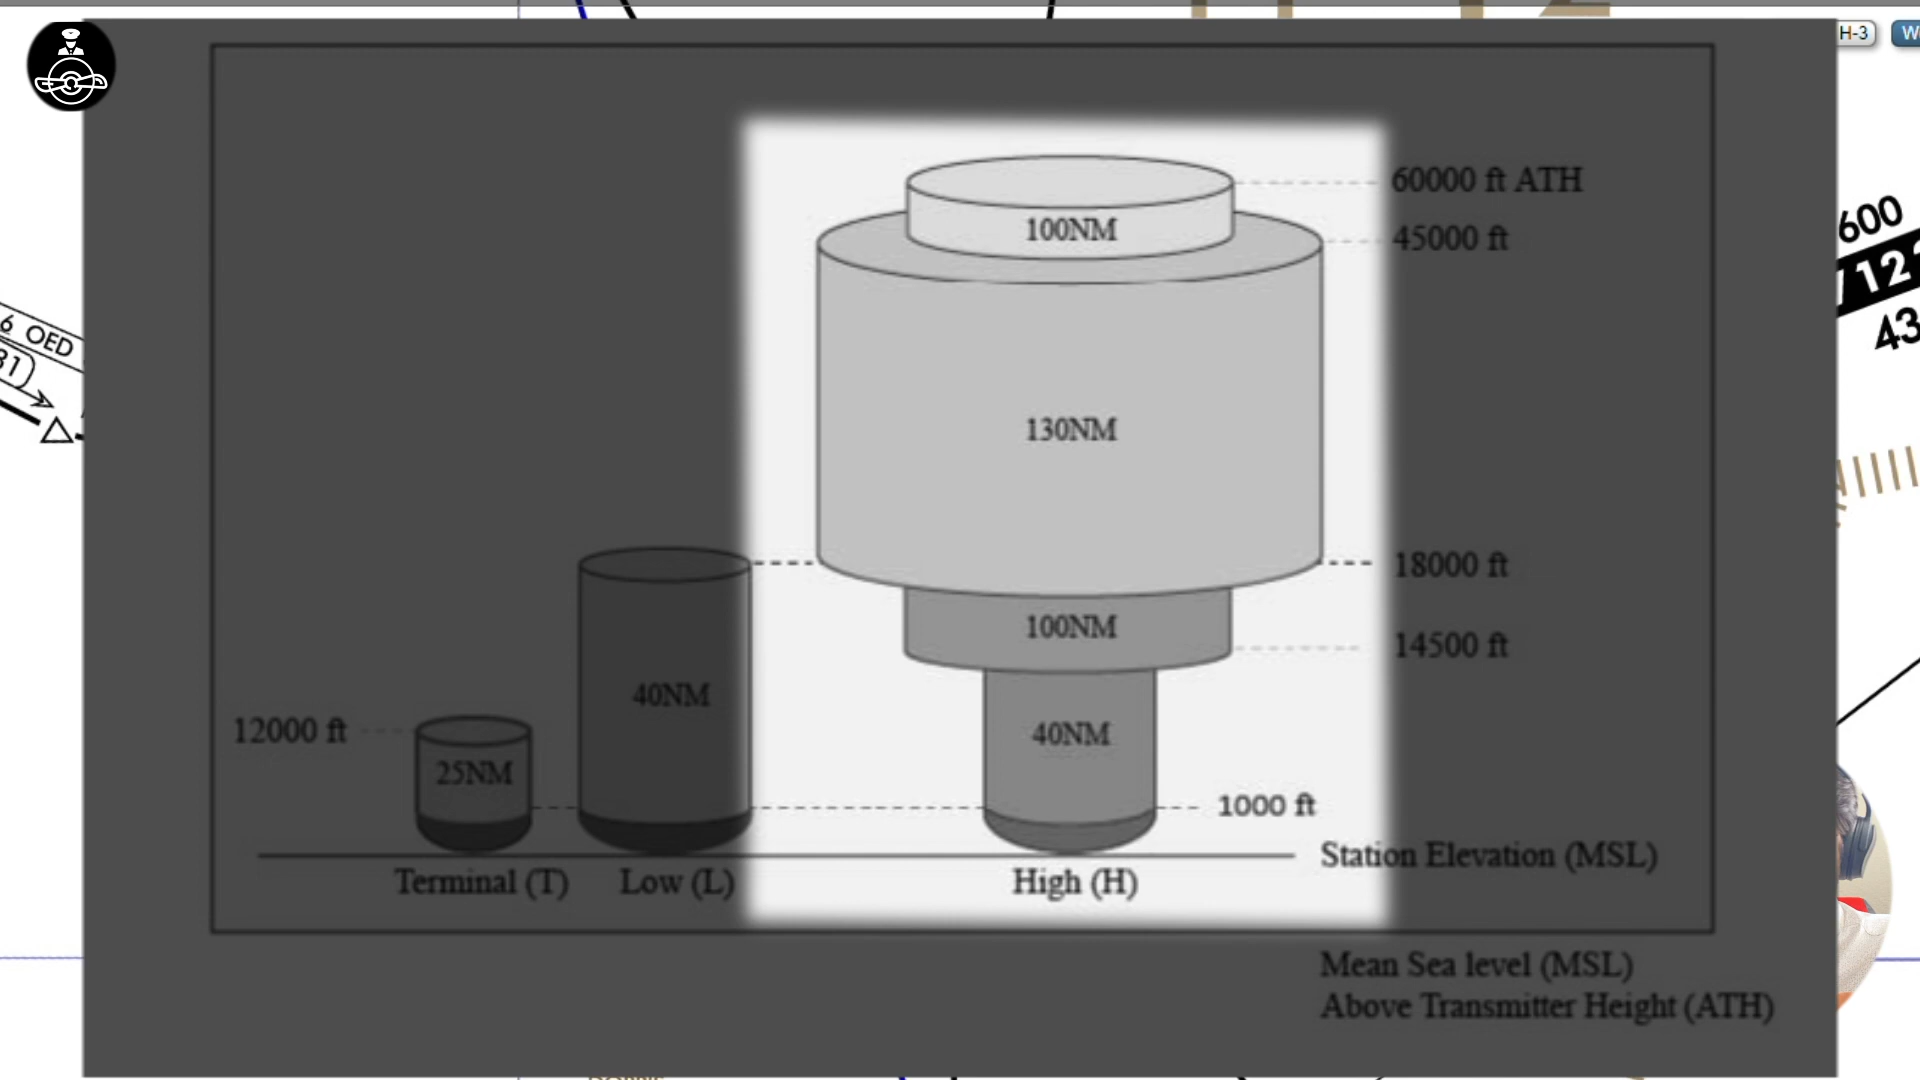 H-3
60000 ft ATH
100NM
45000 ft
600
712
43
6 OED
31
130NM
18000 ft
100NM
14500 ft
40NM
12000 ft
25NM
40NM
1000 ft
Station Elevation (MSL)
Terminal (T)
Low (L)
High (H)
Mean Sea level (MSL)
Above Transmitter Height (ATH)